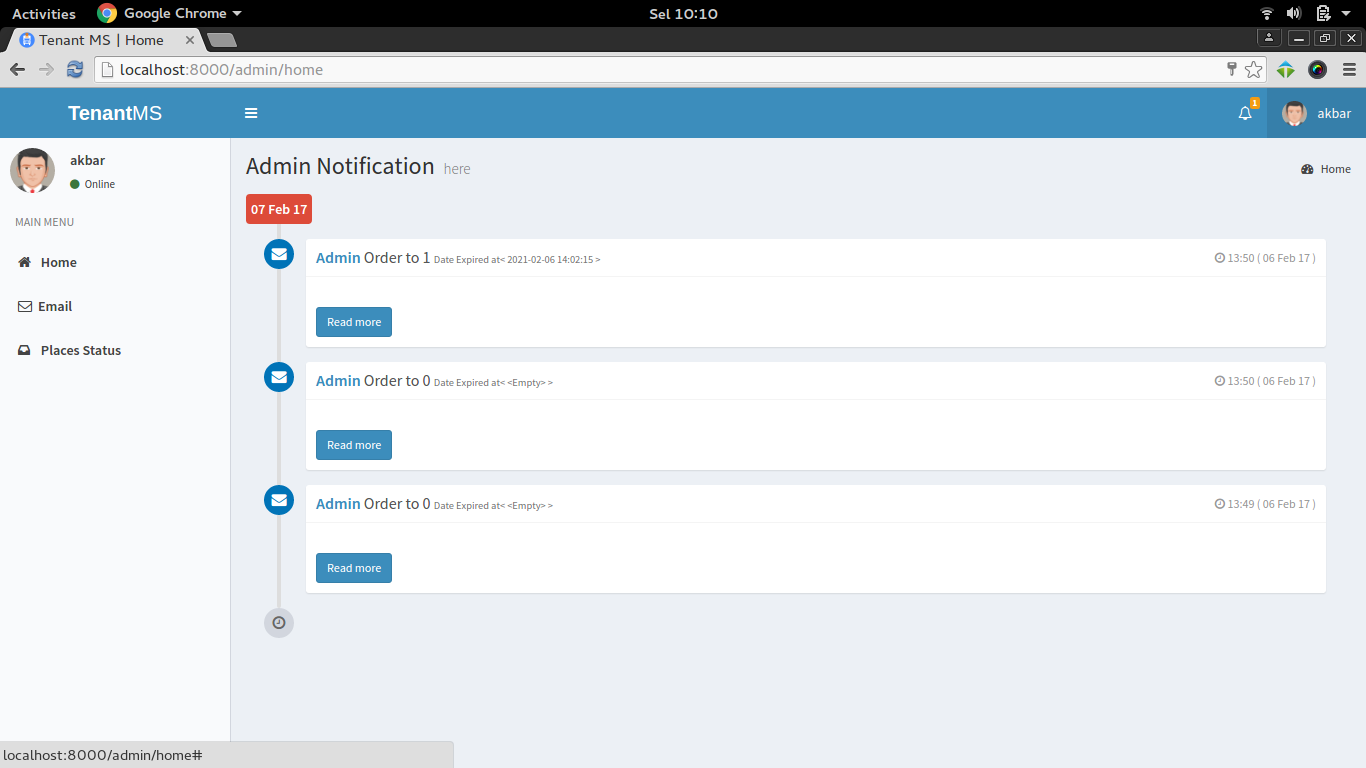 Activities Google Chrome Sel 10:10
Tenant MS | Home
localhost:8000/admin/home
TenantMS 1 akbar
akbar
Online
MAIN MENU
Home
Email
Places Status
Admin Notification here Home
07 Feb 17
Admin Order to 1 Date Expired at< 2021-02-06 14:02:15 > 13:50 ( 06 Feb 17 )
Read more
Admin Order to 0 Date Expired at< <Empty> > 13:50 ( 06 Feb 17 )
Read more
Admin Order to 0 Date Expired at< <Empty> > 13:49 ( 06 Feb 17 )
Read more
localhost:8000/admin/home#